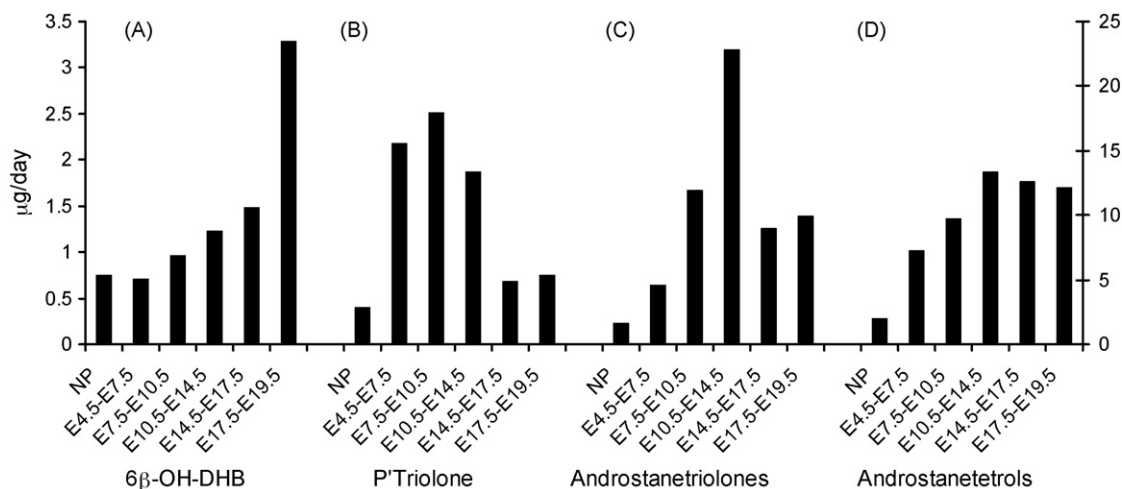 (A) (B) (C) (D)
3.5
3
2.5
2
1.5
1
0.5
0
μg/day
25
20
15
10
5
0
NP E4.5-E7.5 E7.5-E10.5 E10.5-E14.5 E14.5-E17.5 E17.5-E19.5
NP E4.5-E7.5 E7.5-E10.5 E10.5-E14.5 E14.5-E17.5 E17.5-E19.5
NP E4.5-E7.5 E7.5-E10.5 E10.5-E14.5 E14.5-E17.5 E17.5-E19.5
NP E4.5-E7.5 E7.5-E10.5 E10.5-E14.5 E14.5-E17.5 E17.5-E19.5
6β-OH-DHB P'Triolone Androstanetriolones Androstanetetrols